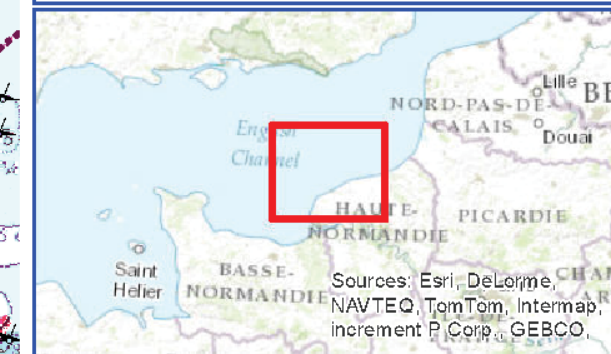 Lille
BE
NORD-PAS-DE-
CALAIS
Douai
English
Channel
HAUTE-
NORMANDIE
PICARDIE
Saint
Helier
BASSE-
NORMANDIE
Sources: Esri, DeLorme,
NAVTEQ, TomTom, Intermap,
increment P Corp., GEBCO,
CHA